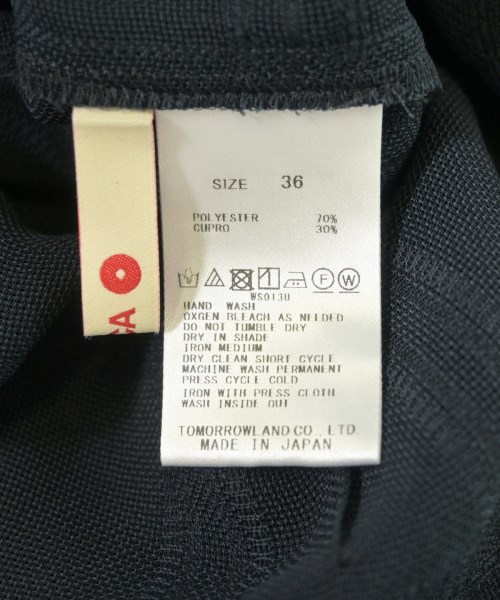 SIZE 36
POLYESTER 70%
CUPRO 30%
F W
WS013U
HAND WASH
OXGEN BLEACH AS NEEDED
DO NOT TUMBLE DRY
DRY IN SHADE
IRON MEDIUM
DRY CLEAN SHORT CYCLE
MACHINE WASH PERMANENT
PRESS CYCLE COLD
IRON WITH PRESS CLOTH
WASH INSIDE OUT
TOMORROWLAND CO., LTD.
MADE IN JAPAN
CA